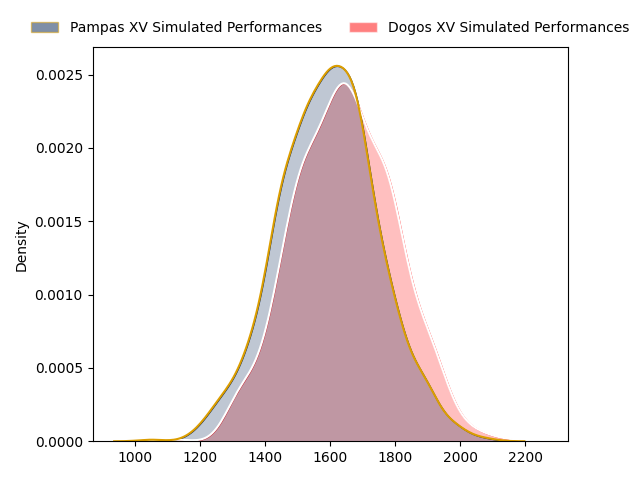 Pampas XV Simulated Performances
Dogos XV Simulated Performances
Density
0.0025
0.0020
0.0015
0.0010
0.0005
0.0000
1000 1200 1400 1600 1800 2000 2200